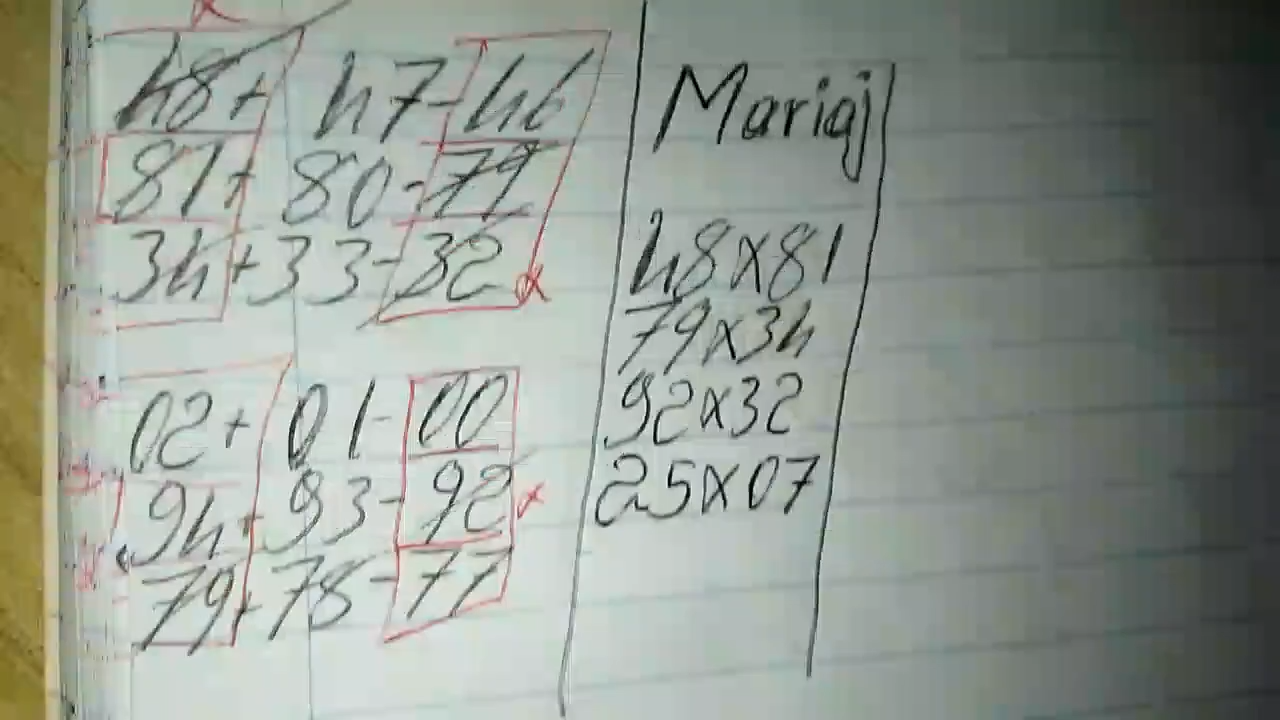 48+ 47-46
81+ 80-79
34+33-32
02+ 01-00
94+93-92
79+78-77
Mariaj
48x81
79x34
92x32
25x07